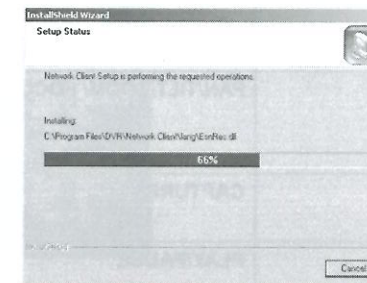 InstallShield Wizard
Setup Status
Network Client Setup is performing the requested operations.
Installing:
C:\Program Files\DVR\Network Client\lang\EsnRes.dll
66%
Cancel